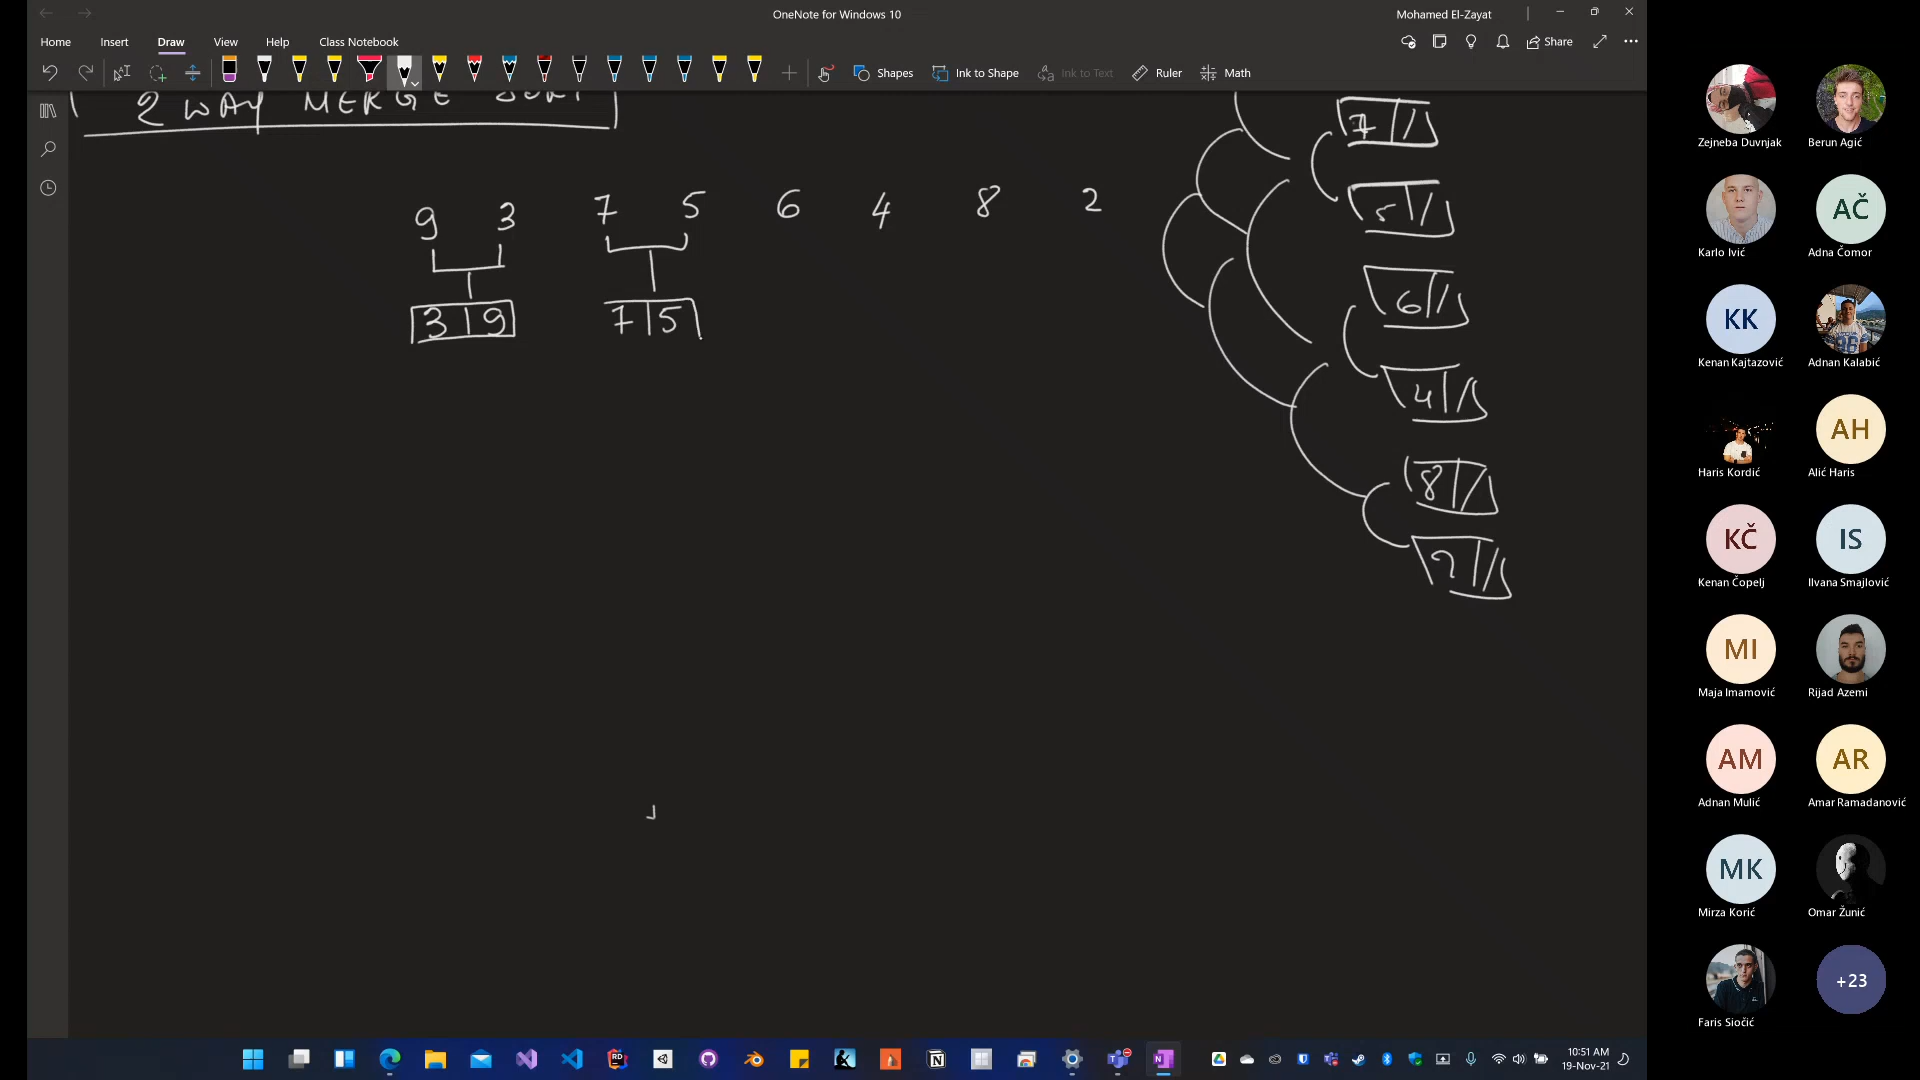 OneNote for Windows 10
Mohamed El-Zayat
Home Insert Draw View Help Class Notebook
Share
Shapes Ink to Shape Ink to Text Ruler Math
2 WAY MERGE SORT
9 3 7 5 6 4 8 2
3 9
7 5
7
5
6
4
8
2
Zejneba Duvnjak
Berun Agić
Karlo Ivić
AČ
Adna Čomor
KK
Kenan Kajtazović
Adnan Kalabić
Haris Kordić
AH
Alić Haris
KČ
Kenan Čopelj
IS
Ilvana Smajlović
MI
Maja Imamović
Rijad Azemi
AM
Adnan Mulić
AR
Amar Ramadanović
MK
Mirza Korić
Omar Žunić
Faris Siočić
+23
10:51 AM
19-Nov-21